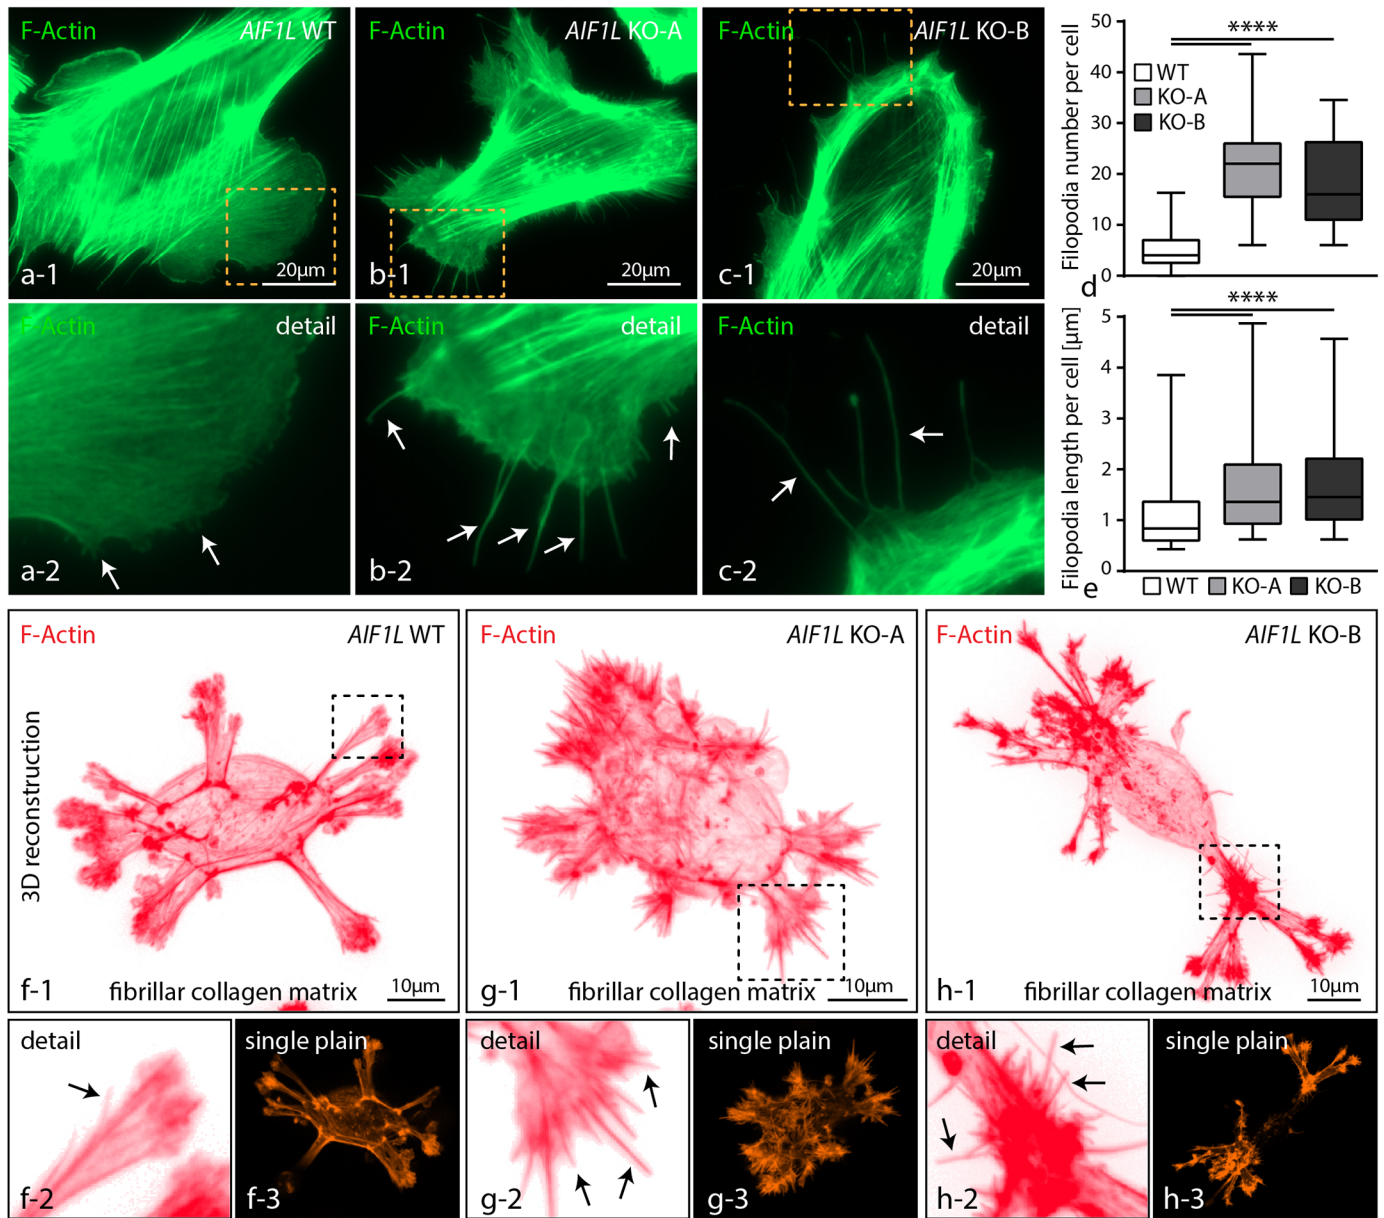 F-Actin AIF1L WT
a-1 20µm
F-Actin AIF1L KO-A
b-1 20µm
F-Actin AIF1L KO-B
c-1 20µm
F-Actin detail
a-2
F-Actin detail
b-2
F-Actin detail
c-2
Filopodia number per cell
50
40
30
20
10
0
****
WT
KO-A
KO-B
d
Filopodia length per cell [µm]
5
4
3
2
1
0
****
WT KO-A KO-B
e
3D reconstruction
F-Actin AIF1L WT
f-1 fibrillar collagen matrix 10µm
F-Actin AIF1L KO-A
g-1 fibrillar collagen matrix 10µm
F-Actin AIF1L KO-B
h-1 fibrillar collagen matrix 10µm
detail
f-2
single plain
f-3
detail
g-2
single plain
g-3
detail
h-2
single plain
h-3